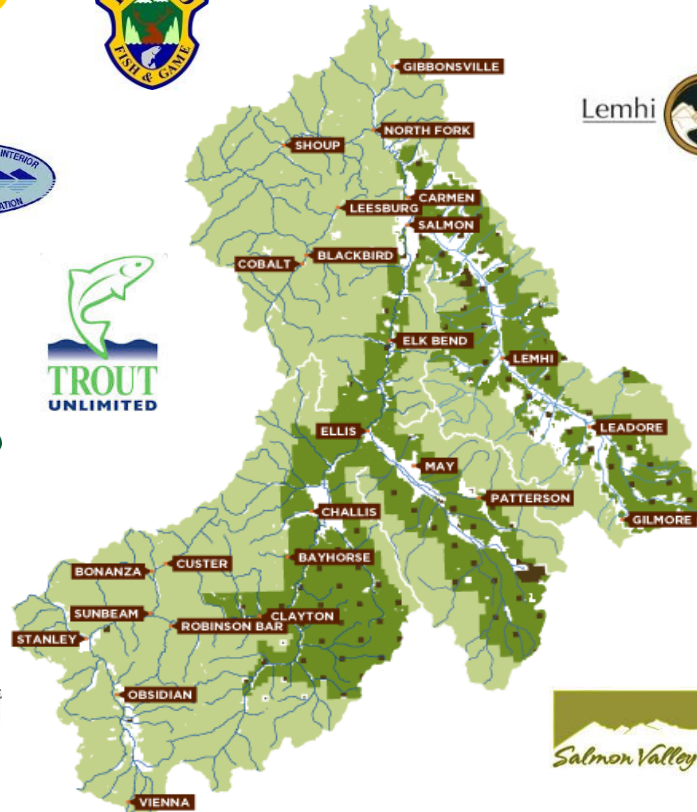 FISH & GAME
GIBBONSVILLE
Lemhi
NORTH FORK
SHOUP
INTERIOR
CARMEN
LEESBURG
SALMON
BLACKBIRD
COBALT
ELK BEND
LEMHI
TROUT
UNLIMITED
LEADORE
ELLIS
MAY
PATTERSON
CHALLIS
GILMORE
BAYHORSE
CUSTER
BONANZA
SUNBEAM
CLAYTON
ROBINSON BAR
STANLEY
OBSIDIAN
Salmon Valley
VIENNA